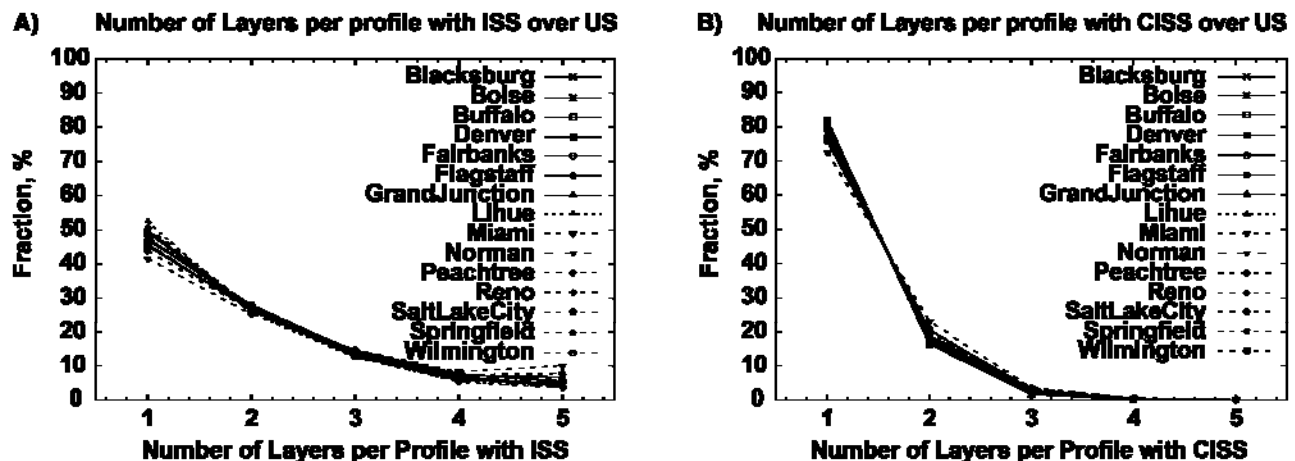 A) Number of Layers per profile with ISS over US
100
90
80
70
60
50
40
30
20
10
0
Fraction, %
Blacksburg
Boise
Buffalo
Denver
Fairbanks
Flagstaff
GrandJunction
Lihue
Miami
Norman
Peachtree
Reno
SaltLakeCity
Springfield
Wilmington
1 2 3 4 5
Number of Layers per Profile with ISS
B) Number of Layers per profile with CISS over US
100
90
80
70
60
50
40
30
20
10
0
Fraction, %
Blacksburg
Boise
Buffalo
Denver
Fairbanks
Flagstaff
GrandJunction
Lihue
Miami
Norman
Peachtree
Reno
SaltLakeCity
Springfield
Wilmington
1 2 3 4 5
Number of Layers per Profile with CISS